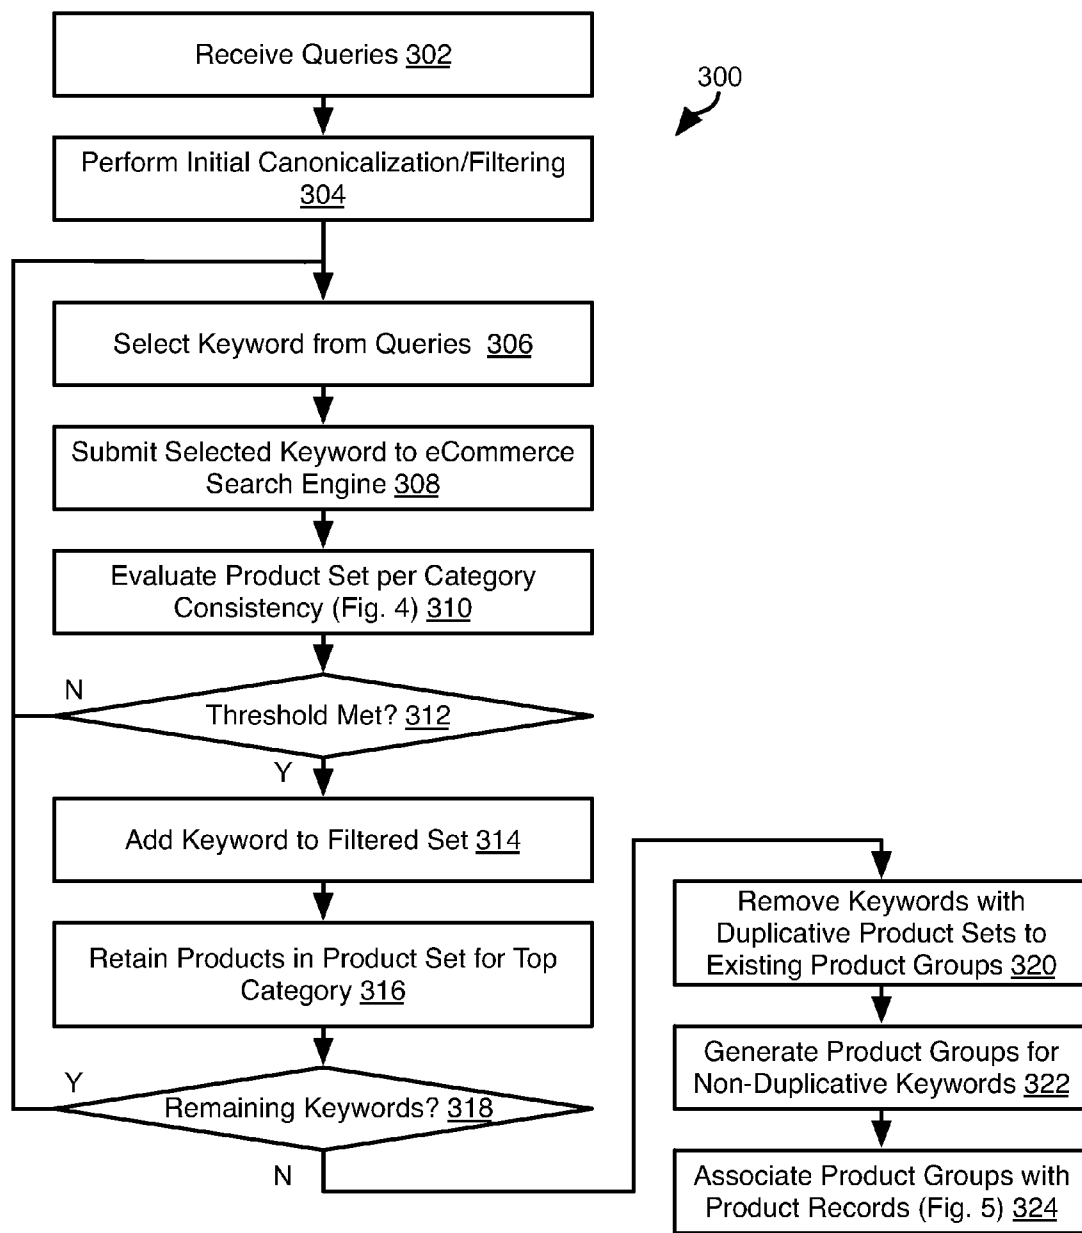 Receive Queries 302
300
Perform Initial Canonicalization/Filtering
304
Select Keyword from Queries 306
Submit Selected Keyword to eCommerce
Search Engine 308
Evaluate Product Set per Category
Consistency (Fig. 4) 310
N
Threshold Met? 312
Y
Add Keyword to Filtered Set 314
Retain Products in Product Set for Top
Category 316
Y
Remaining Keywords? 318
N
Remove Keywords with
Duplicative Product Sets to
Existing Product Groups 320
Generate Product Groups for
Non-Duplicative Keywords 322
Associate Product Groups with
Product Records (Fig. 5) 324